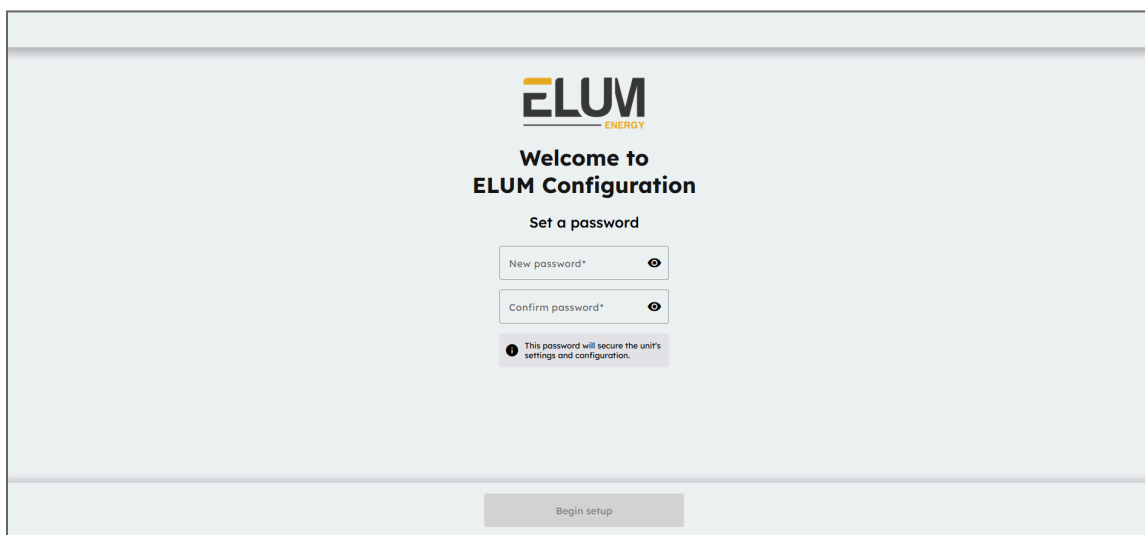 ELUM
ENERGY
Welcome to
ELUM Configuration
Set a password
New password*
Confirm password*
This password will secure the unit's
settings and configuration.
Begin setup